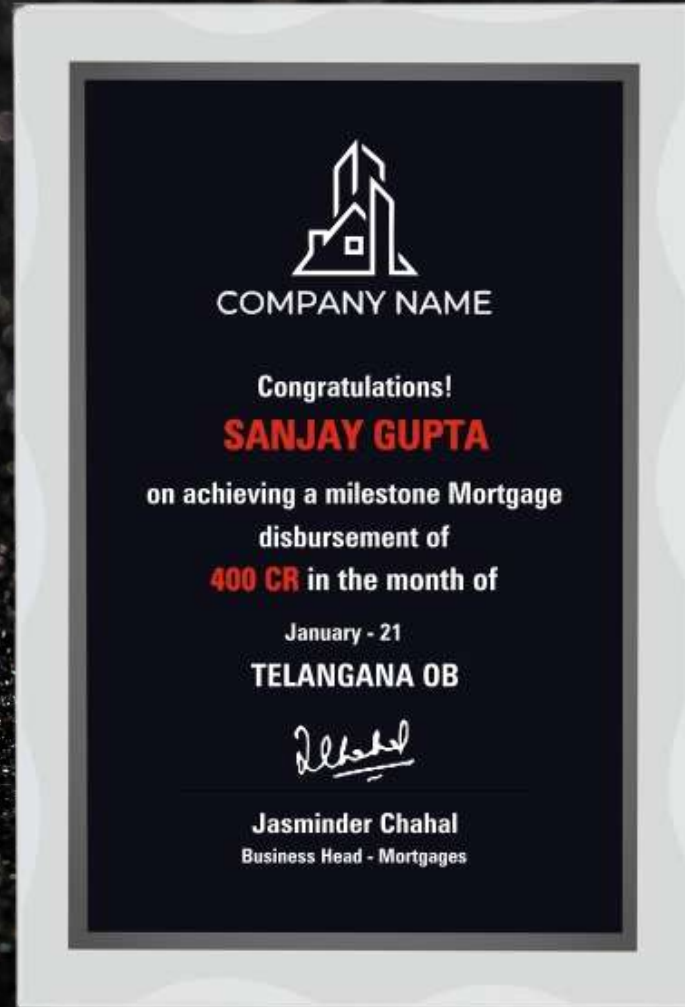 COMPANY NAME
Congratulations!
SANJAY GUPTA
on achieving a milestone Mortgage
disbursement of
400 CR in the month of
January - 21
TELANGANA OB
Jasminder Chahal
Business Head - Mortgages